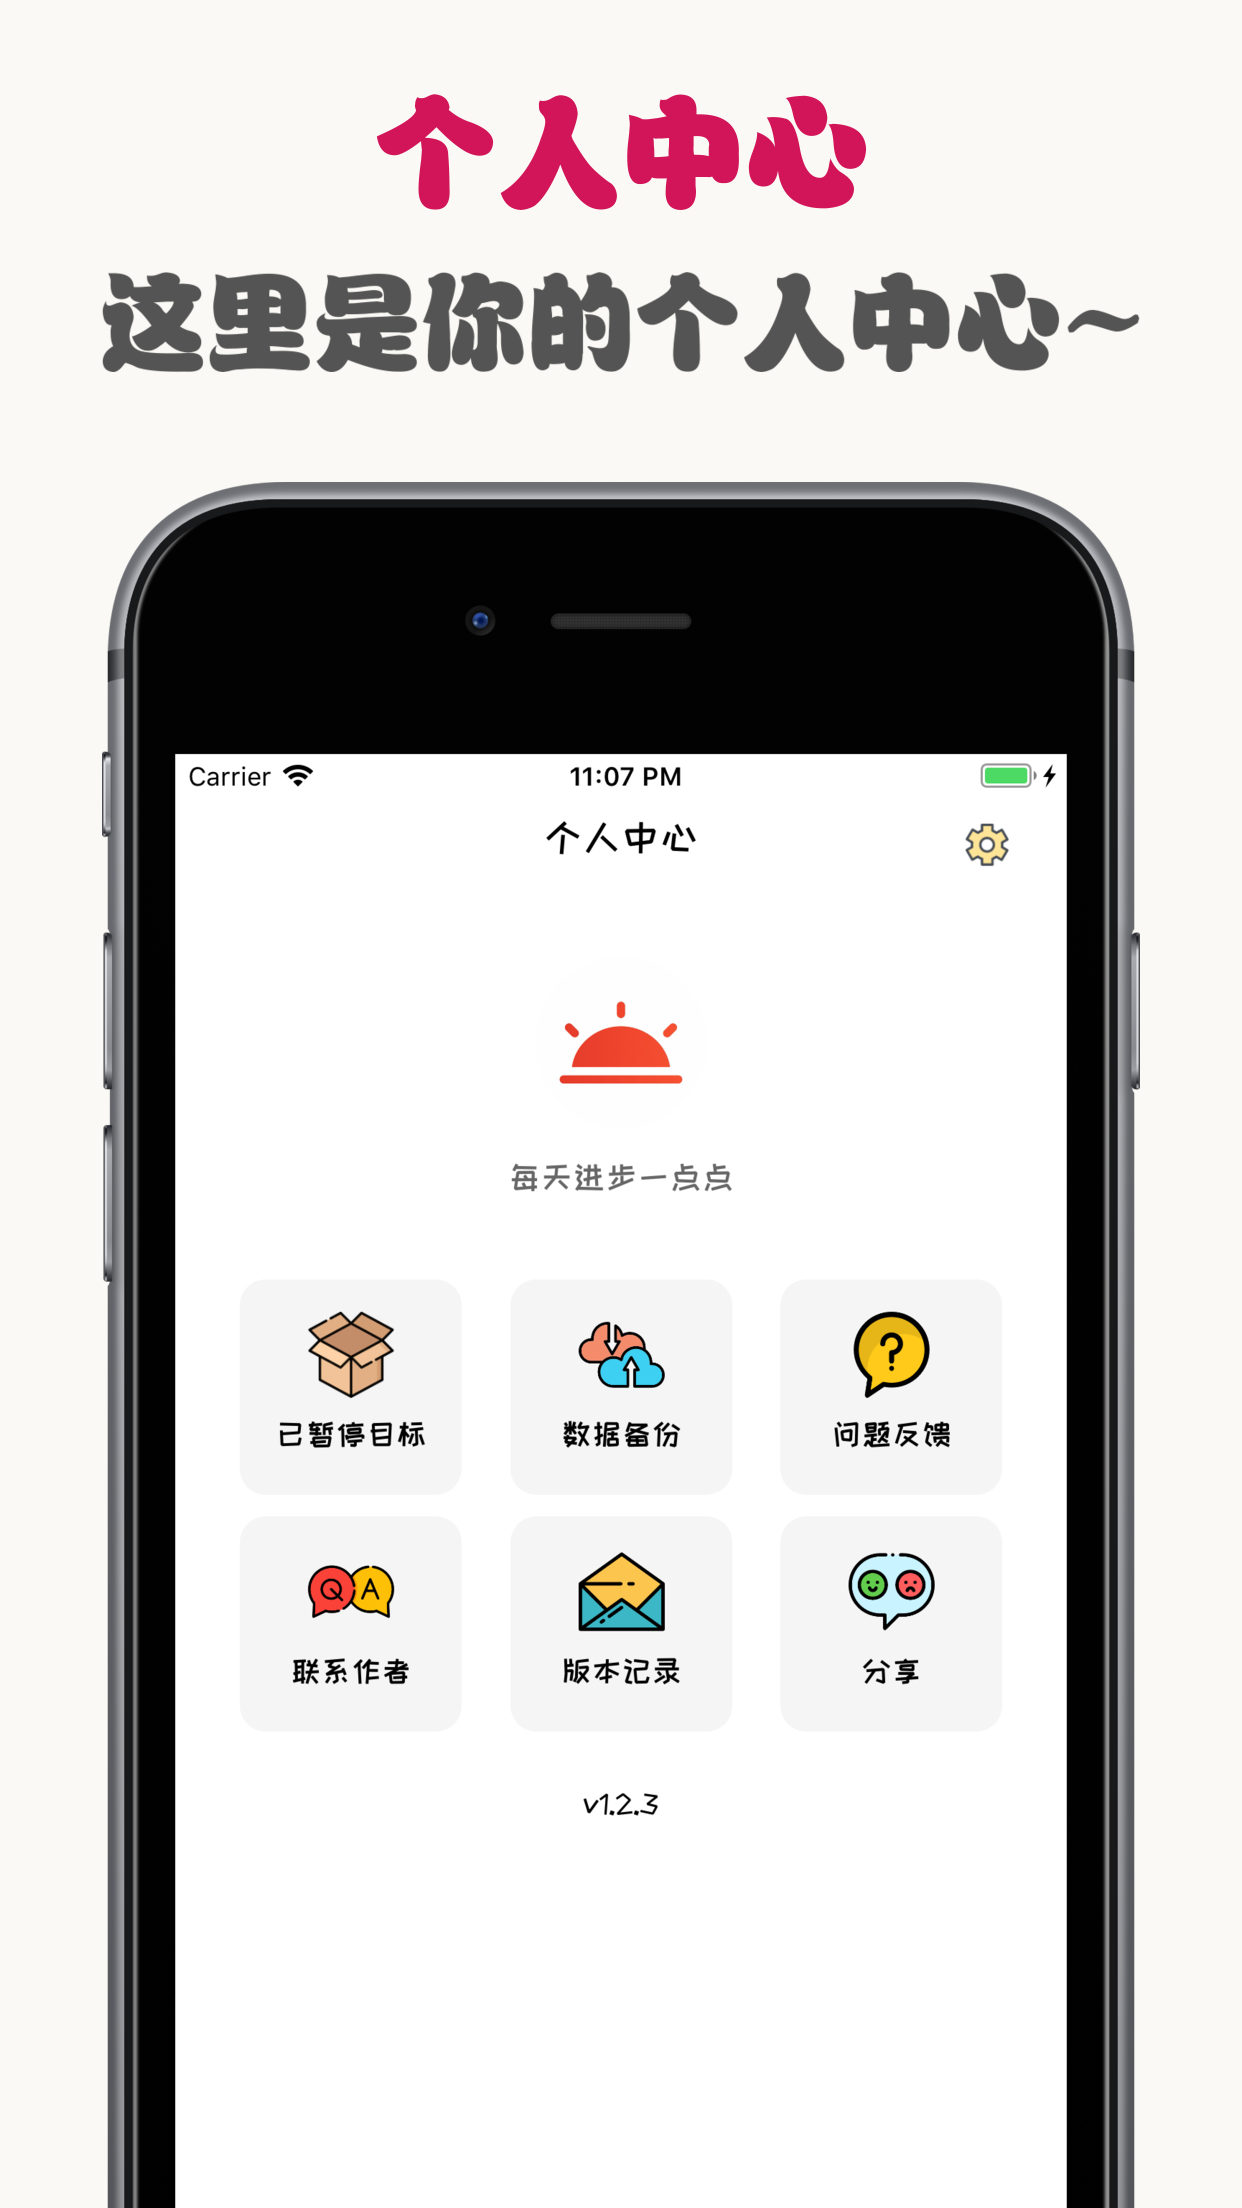 个人中心
这里是你的个人中心~
Carrier 11:07 PM
个人中心
每天进步一点点
已暂停目标 数据备份 问题反馈
Q A
联系作者 版本记录 分享
v1.2.3